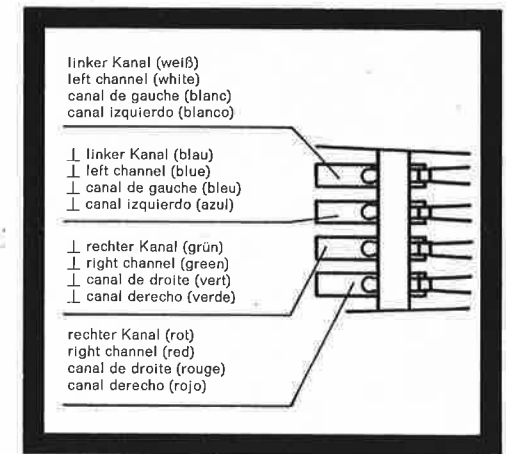 linker Kanal (weiß)
left channel (white)
canal de gauche (blanc)
canal izquierdo (blanco)
⊥ linker Kanal (blau)
⊥ left channel (blue)
⊥ canal de gauche (bleu)
⊥ canal izquierdo (azul)
⊥ rechter Kanal (grün)
⊥ right channel (green)
⊥ canal de droite (vert)
⊥ canal derecho (verde)
rechter Kanal (rot)
right channel (red)
canal de droite (rouge)
canal derecho (rojo)